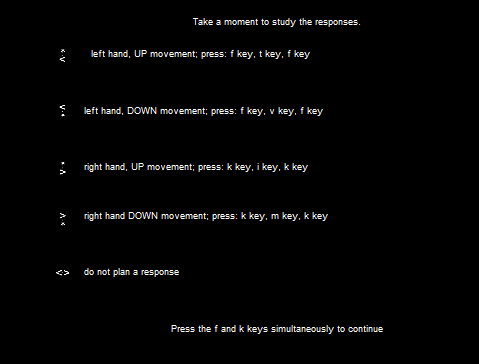 Take a moment to study the responses.
^
< left hand, UP movement; press: f key, t key, f key
<
* left hand, DOWN movement; press: f key, v key, f key
*
> right hand, UP movement; press: k key, i key, k key
>
^ right hand DOWN movement; press: k key, m key, k key
<> do not plan a response
Press the f and k keys simultaneously to continue